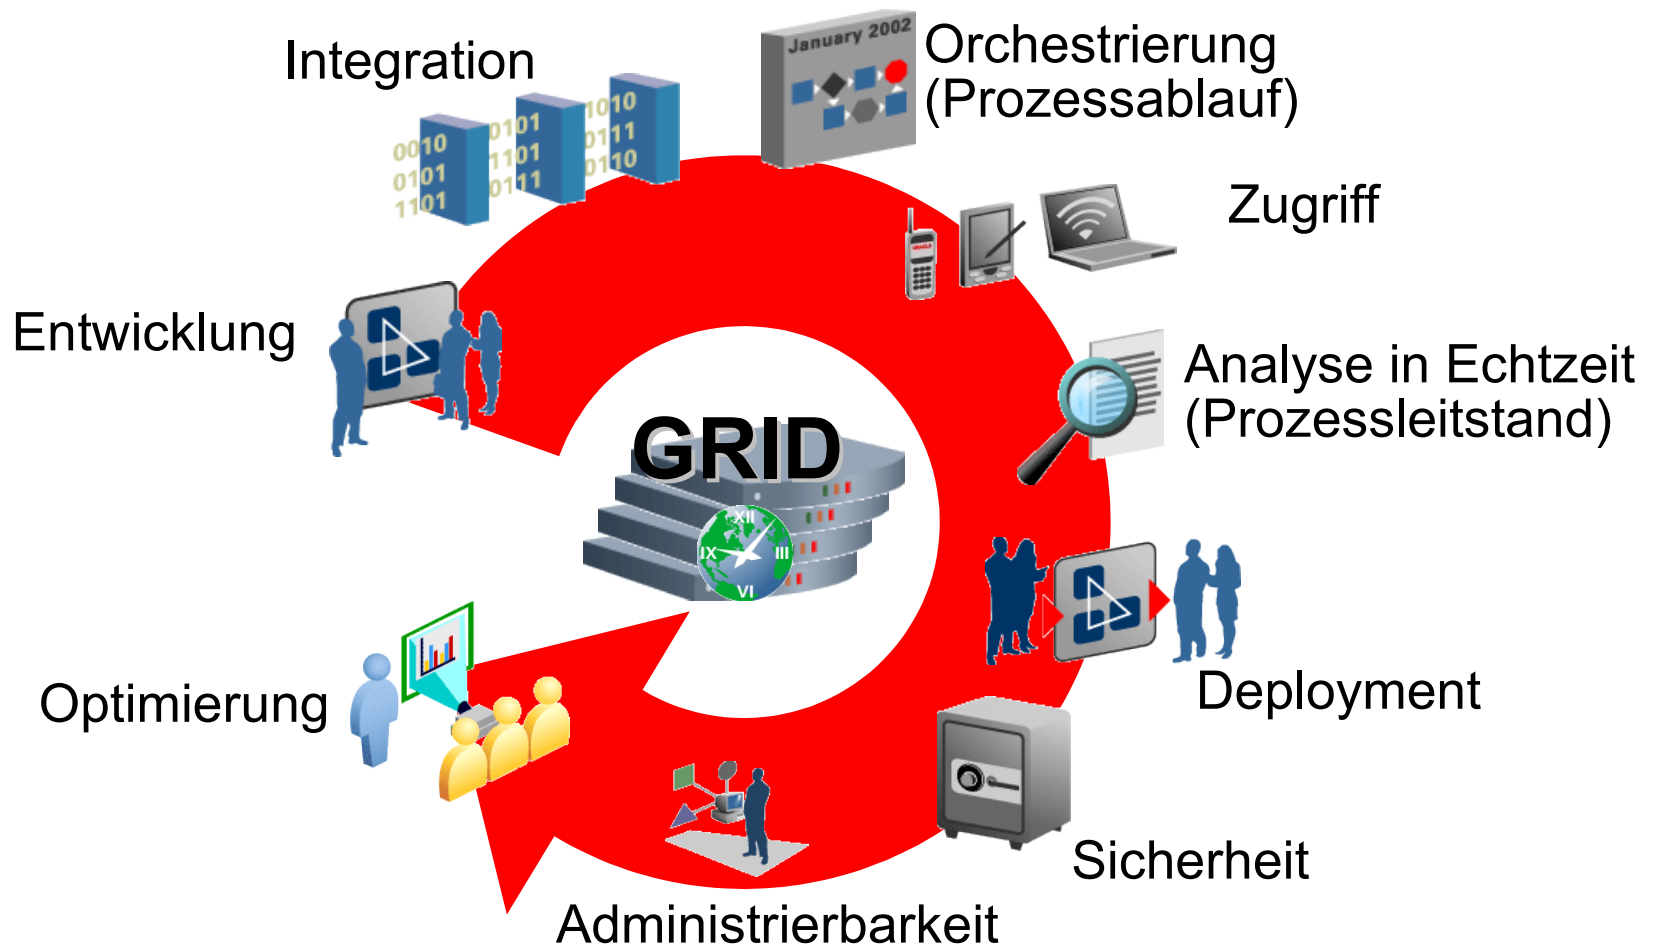 Integration
January 2002
Orchestrierung
(Prozessablauf)
0010
0101
1101
0101
1101
0111
1010
0111
0110
Zugriff
ORACLE
Entwicklung
Analyse in Echtzeit
(Prozessleitstand)
GRID
XII
IX
III
VI
Deployment
Optimierung
Sicherheit
Administrierbarkeit